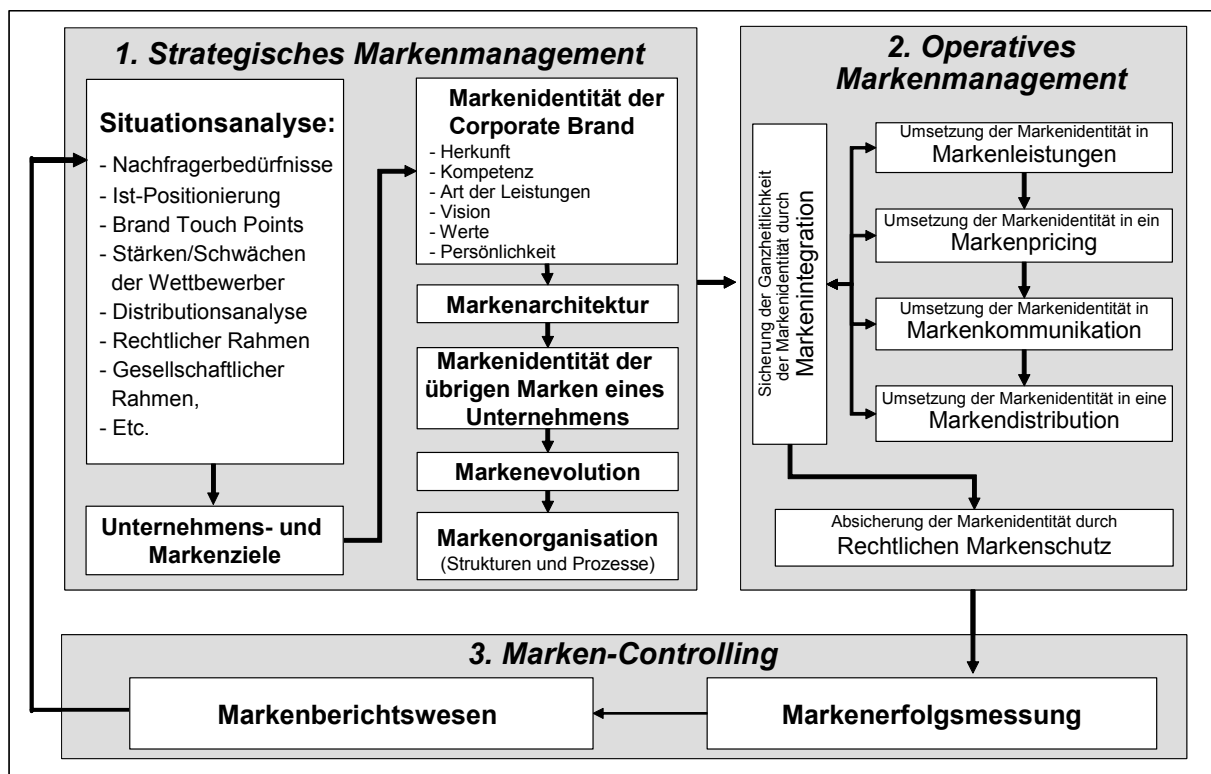 1. Strategisches Markenmanagement
Situationsanalyse:
- Nachfragerbedürfnisse
- Ist-Positionierung
- Brand Touch Points
- Stärken/Schwächen
der Wettbewerber
- Distributionsanalyse
- Rechtlicher Rahmen
- Gesellschaftlicher
Rahmen,
- Etc.
Unternehmens- und
Markenziele
Markenidentität der
Corporate Brand
- Herkunft
- Kompetenz
- Art der Leistungen
- Vision
- Werte
- Persönlichkeit
Markenarchitektur
Markenidentität der
übrigen Marken eines
Unternehmens
Markenevolution
Markenorganisation
(Strukturen und Prozesse)
2. Operatives
Markenmanagement
Sicherung der Ganzheitlichkeit
der Markenidentität durch
Markenintegration
Umsetzung der Markenidentität in
Markenleistungen
Umsetzung der Markenidentität in ein
Markenpricing
Umsetzung der Markenidentität in
Markenkommunikation
Umsetzung der Markenidentität in eine
Markendistribution
Absicherung der Markenidentität durch
Rechtlichen Markenschutz
3. Marken-Controlling
Markenberichtswesen
Markenerfolgsmessung